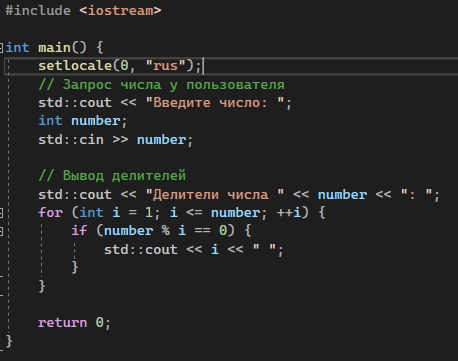 #include <iostream>
int main() {
setlocale(0, "rus");
// Запрос числа у пользователя
std::cout << "Введите число: ";
int number;
std::cin >> number;
// Вывод делителей
std::cout << "Делители числа " << number << ": ";
for (int i = 1; i <= number; ++i) {
if (number % i == 0) {
std::cout << i << " ";
}
}
return 0;
}